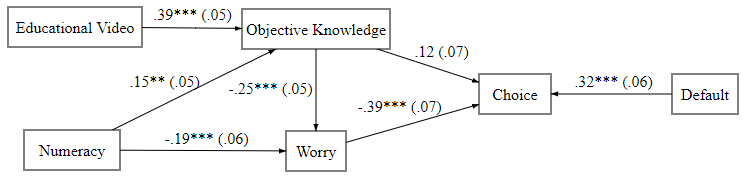 .39*** (.05)
Educational Video
Objective Knowledge
.12 (.07)
.15** (.05)
-.25*** (.05)
.32*** (.06)
Choice
Default
-.39*** (.07)
-.19*** (.06)
Numeracy
Worry